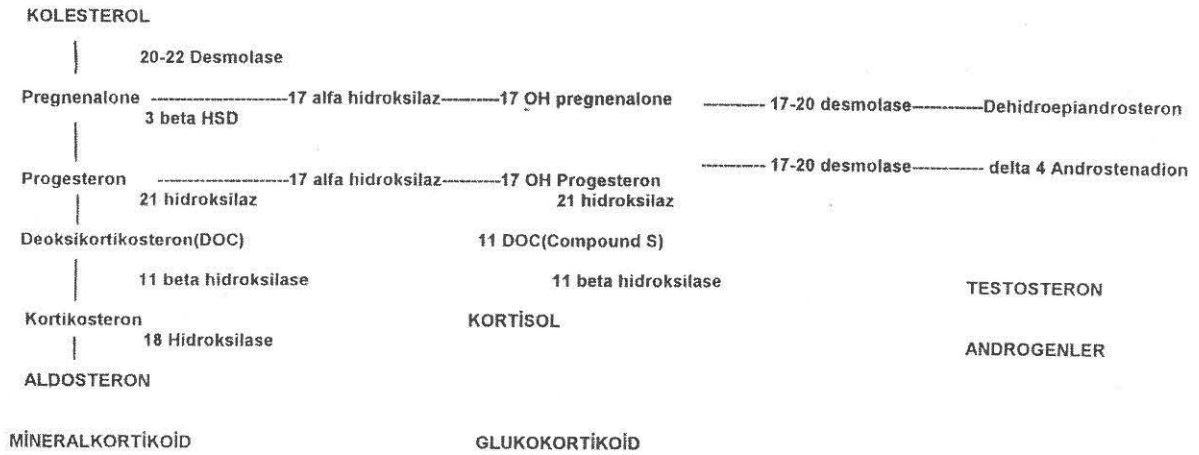 KOLESTEROL
20-22 Desmolase
Pregnenalone 17 alfa hidroksilaz 17 OH pregnenalone 17-20 desmolase Dehidroepiandrosteron
3 beta HSD
Progesteron 17 alfa hidroksilaz 17 OH Progesteron 17-20 desmolase delta 4 Androstenadion
21 hidroksilaz 21 hidroksilaz
Deoksikortikosteron(DOC) 11 DOC(Compound S)
11 beta hidroksilase 11 beta hidroksilase
TESTOSTERON
Kortikosteron KORTİSOL
18 Hidroksilase
ANDROGENLER
ALDOSTERON
MİNERALKORTİKOİD GLUKOKORTİKOİD